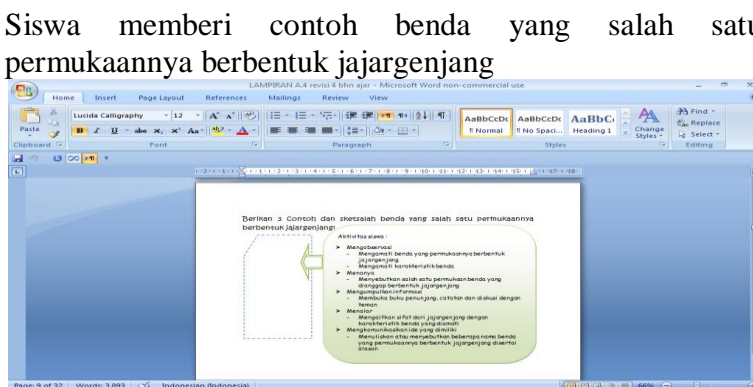 Siswa memberi contoh benda yang salah satu
permukaannya berbentuk jajargenjang
LAMPIRAN A.4 revisi 4 bhn ajar - Microsoft Word non-commercial use
Home Insert Page Layout References Mailings Review View
Lucida Calligraphy 12
Paste
AaBbCcDc AaBbCcDc AaBbC
¶ Normal ¶ No Spaci... Heading 1
Change Styles
Find
Replace
Select
Clipboard Font Paragraph Styles Editing
Berikan 3 Contoh dan sketsalah benda yang salah satu permukaannya
berbentuk jajargenjang!
Aktivitas siswa :
➢ Mengobservasi
- Mengamati benda yang permukaannya berbentuk
jajargenjang
- Mengamati karakteristik benda
➢ Menanya
- Menyebutkan salah satu permukaan benda yang
dianggap berbentuk jajargenjang
➢ Mengumpulkan informasi
- Membuka buku penunjang, catatan dan diskusi dengan
teman
➢ Menalar
- Mengaitkan sifat dari jajargenjang dengan
karakteristik benda yang diamati
➢ Mengkomunikasikan ide yang dimiliki
- Menuliskan atau menyebutkan beberapa nama benda
yang permukaannya berbentuk jajargenjang disertai
alasan
Page: 9 of 32 Words: 3.893 Indonesian (Indonesia) 66%